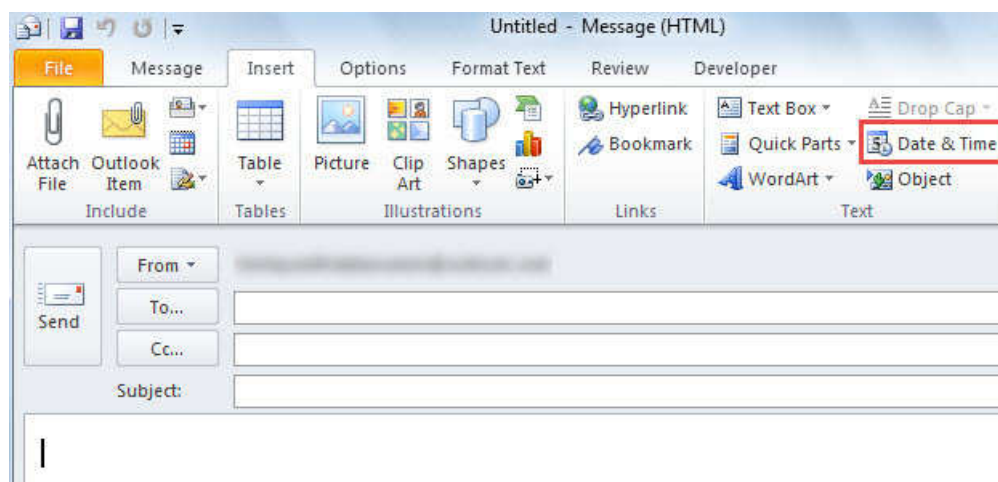 Untitled - Message (HTML)
File Message Insert Options Format Text Review Developer
Hyperlink Text Box Drop Cap
Bookmark Quick Parts Date & Time
Attach File Outlook Item Table Picture Clip Art Shapes
WordArt Object
Include Tables Illustrations Links Text
From
To...
Send
Cc...
Subject: